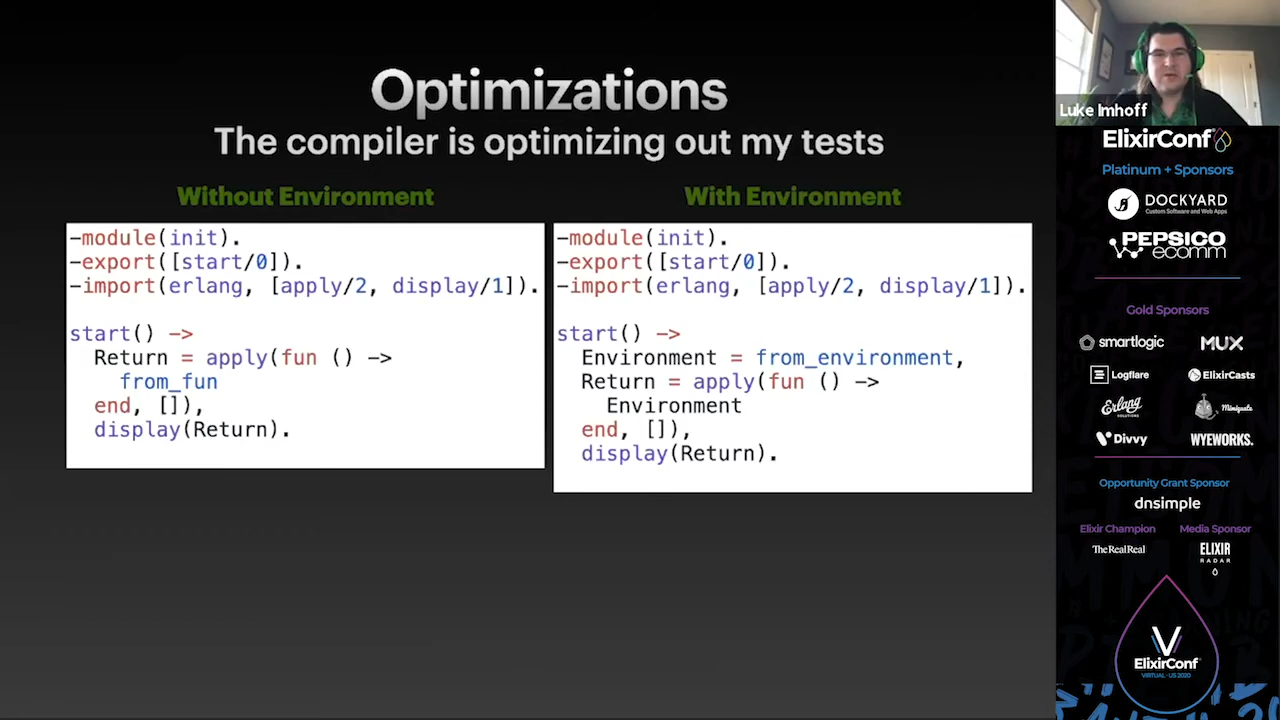 Optimizations
The compiler is optimizing out my tests
Without Environment
-module(init).
-export([start/0]).
-import(erlang, [apply/2, display/1]).
start() ->
  Return = apply(fun () ->
    from_fun
  end, []),
  display(Return).
With Environment
-module(init).
-export([start/0]).
-import(erlang, [apply/2, display/1]).
start() ->
  Environment = from_environment,
  Return = apply(fun () ->
    Environment
  end, []),
  display(Return).
Luke Imhoff
ElixirConf
Platinum + Sponsors
DOCKYARD
Custom Software and Web Apps
PEPSICO
ecomm
Gold Sponsors
smartlogic
MUX
Logflare
ElixirCasts
Erlang
SOLUTIONS
Miniquate
Divvy
WYEWORKS.
Opportunity Grant Sponsor
dnsimple
Elixir Champion
Media Sponsor
The RealReal
ELIXIR
RADAR
V
ElixirConf
VIRTUAL · US 2020